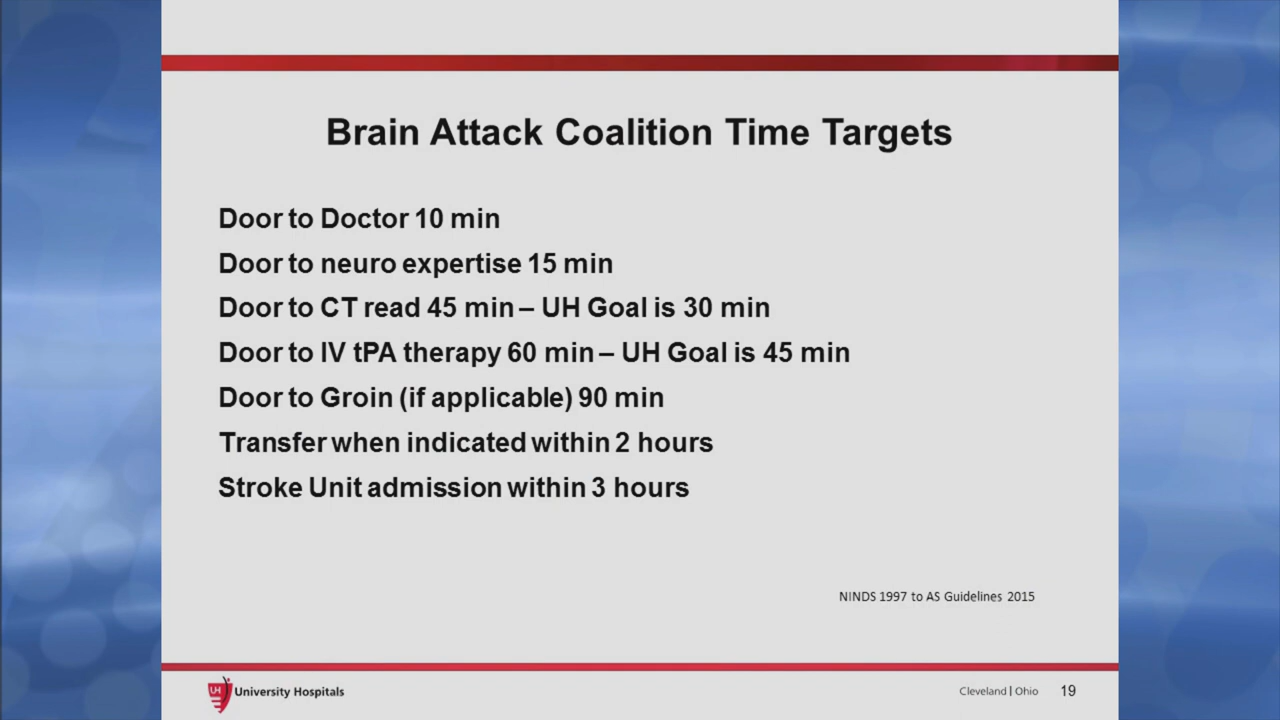 Brain Attack Coalition Time Targets
Door to Doctor 10 min
Door to neuro expertise 15 min
Door to CT read 45 min – UH Goal is 30 min
Door to IV tPA therapy 60 min – UH Goal is 45 min
Door to Groin (if applicable) 90 min
Transfer when indicated within 2 hours
Stroke Unit admission within 3 hours
NINDS 1997 to AS Guidelines 2015
UH University Hospitals
Cleveland | Ohio 19